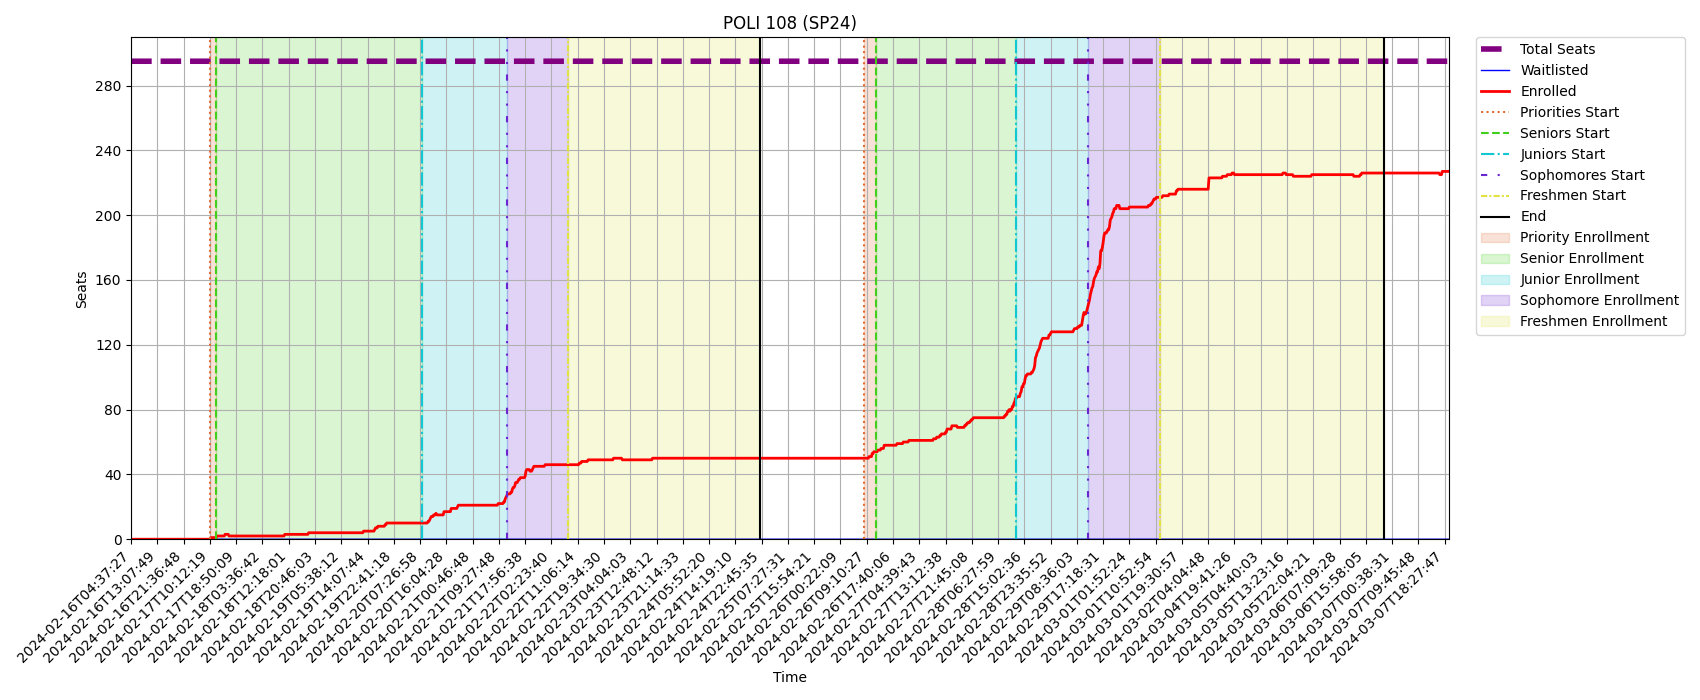 POLI 108 (SP24)
Seats
280
240
200
160
120
80
40
0
2024-02-16T04:37:27
2024-02-16T13:07:49
2024-02-16T21:36:48
2024-02-17T10:12:19
2024-02-17T18:50:09
2024-02-18T03:36:42
2024-02-18T12:18:01
2024-02-18T20:46:03
2024-02-19T05:38:12
2024-02-19T14:07:44
2024-02-19T22:41:18
2024-02-20T07:26:58
2024-02-20T16:04:28
2024-02-21T00:46:48
2024-02-21T09:27:48
2024-02-21T17:56:38
2024-02-22T02:23:40
2024-02-22T11:06:14
2024-02-22T19:34:30
2024-02-23T04:04:03
2024-02-23T12:48:12
2024-02-23T21:14:33
2024-02-24T05:52:20
2024-02-24T14:19:10
2024-02-24T22:45:35
2024-02-25T07:27:31
2024-02-25T15:54:21
2024-02-26T00:22:09
2024-02-26T09:10:27
2024-02-26T17:40:06
2024-02-27T04:39:43
2024-02-27T13:12:38
2024-02-27T21:45:08
2024-02-28T06:27:59
2024-02-28T15:02:36
2024-02-28T23:35:52
2024-02-29T08:36:03
2024-02-29T17:18:31
2024-03-01T01:52:24
2024-03-01T10:52:54
2024-03-01T19:30:57
2024-03-02T04:04:48
2024-03-04T19:41:26
2024-03-05T04:40:03
2024-03-05T13:23:16
2024-03-05T22:04:21
2024-03-06T07:09:28
2024-03-06T15:58:05
2024-03-07T00:38:31
2024-03-07T09:45:48
2024-03-07T18:27:47
Time
Total Seats
Waitlisted
Enrolled
Priorities Start
Seniors Start
Juniors Start
Sophomores Start
Freshmen Start
End
Priority Enrollment
Senior Enrollment
Junior Enrollment
Sophomore Enrollment
Freshmen Enrollment